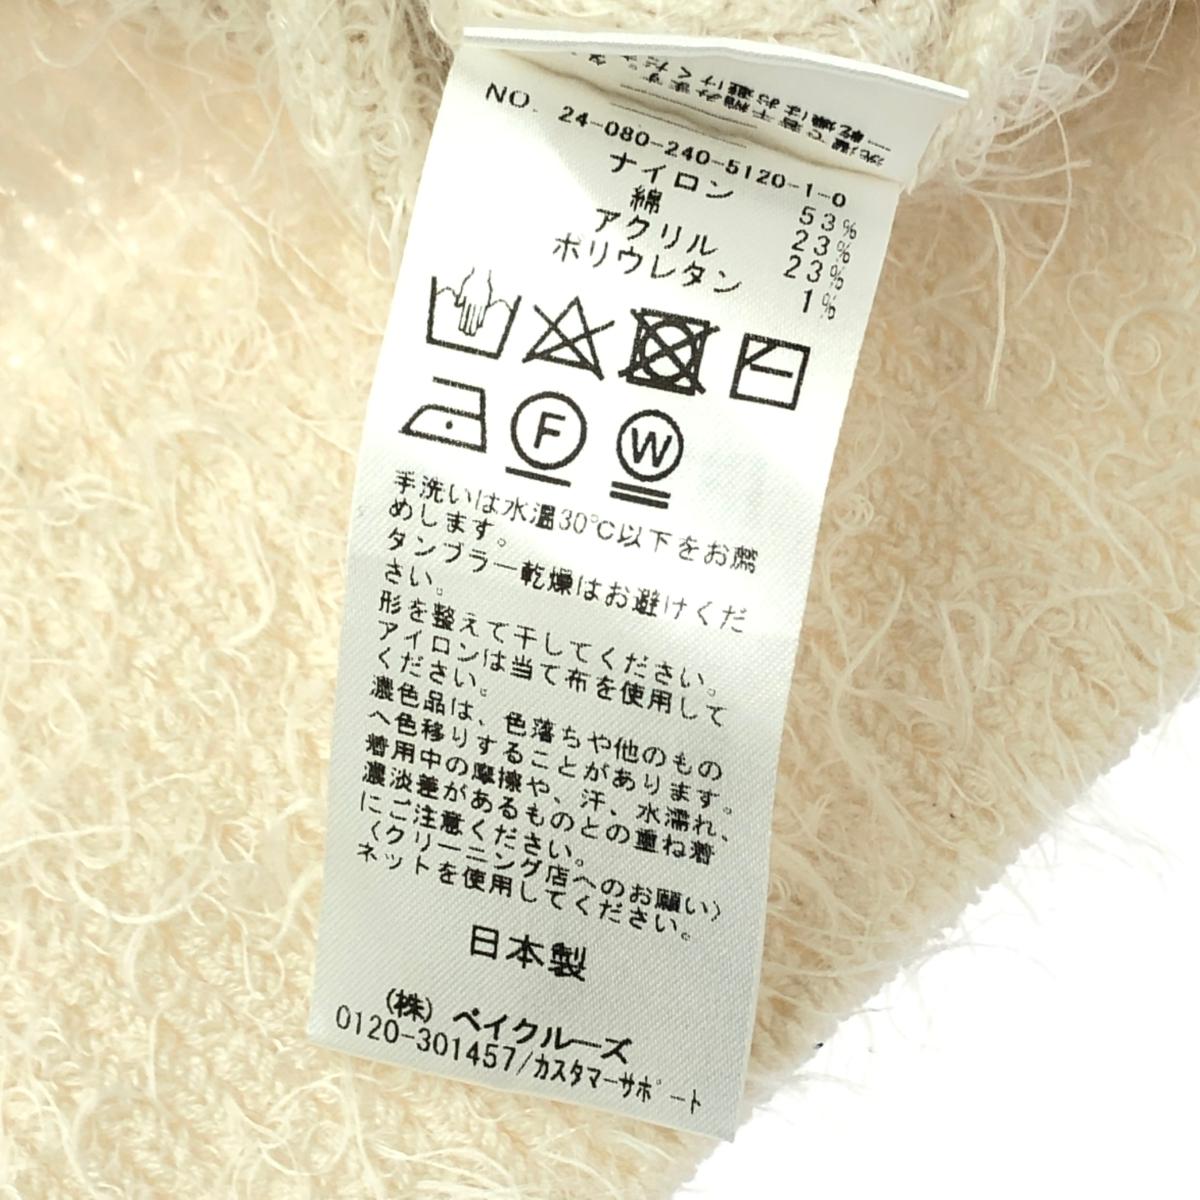 NO. 24-080-240-5120-1-0
ナイロン 53%
綿 23%
アクリル 23%
ポリウレタン 1%
F W
手洗いは水温30℃以下をお薦
めします。
タンブラー乾燥はお避けくだ
さい。
形を整えて干してください。
アイロンは当て布を使用して
ください。
濃色品は、色落ちや他のもの
へ色移りすることがあります。
着用中の摩擦や、汗、水濡れ、
濃淡差があるものとの重ね着
にご注意ください。
〈クリーニング店へのお願い〉
ネットを使用してください。
日本製
(株) ベイクルーズ
0120-301457/カスタマーサポート